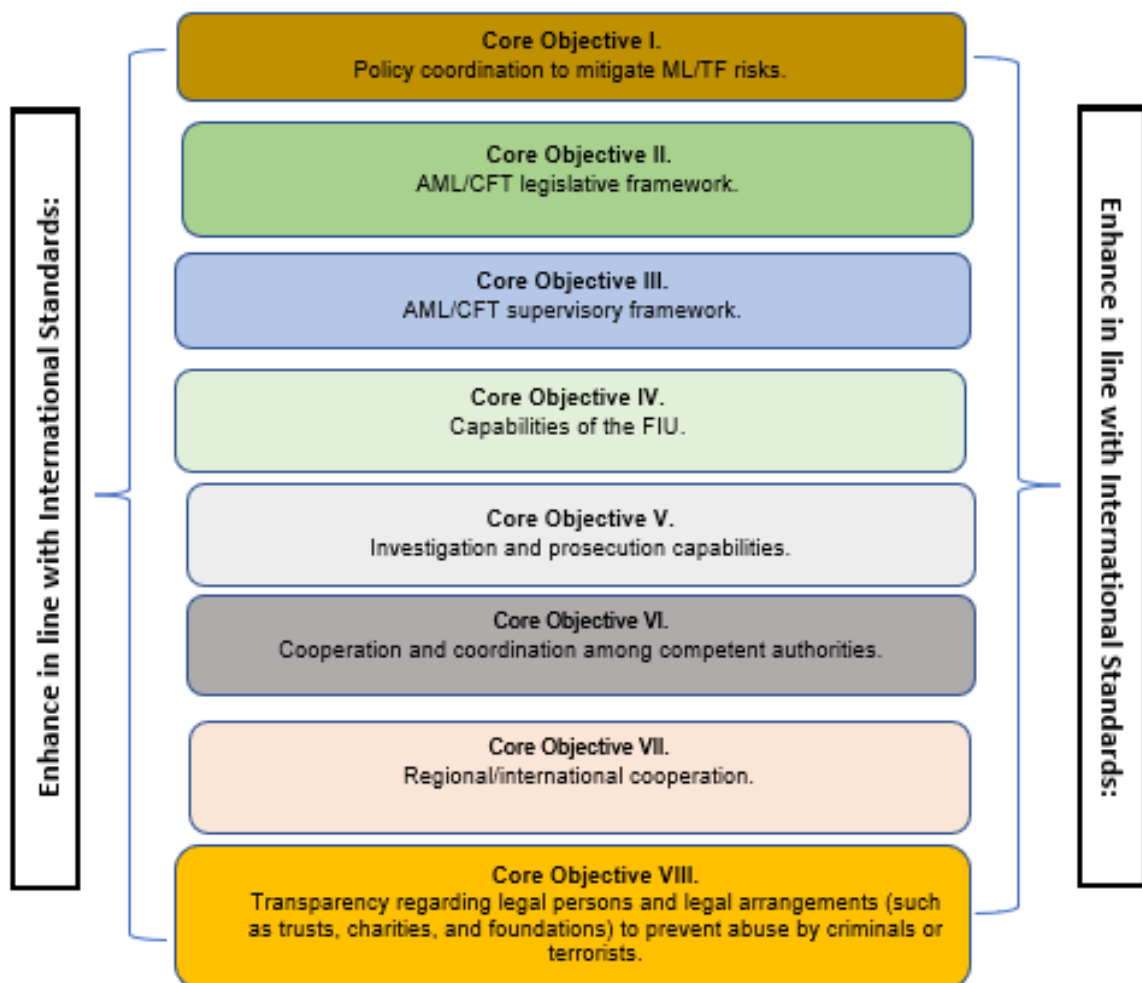 Enhance in line with International Standards:
Core Objective I.
Policy coordination to mitigate ML/TF risks.
Core Objective II.
AML/CFT legislative framework.
Core Objective III.
AML/CFT supervisory framework.
Core Objective IV.
Capabilities of the FIU.
Core Objective V.
Investigation and prosecution capabilities.
Core Objective VI.
Cooperation and coordination among competent authorities.
Core Objective VII.
Regional/international cooperation.
Core Objective VIII.
Transparency regarding legal persons and legal arrangements (such
as trusts, charities, and foundations) to prevent abuse by criminals or
terrorists.
Enhance in line with International Standards: